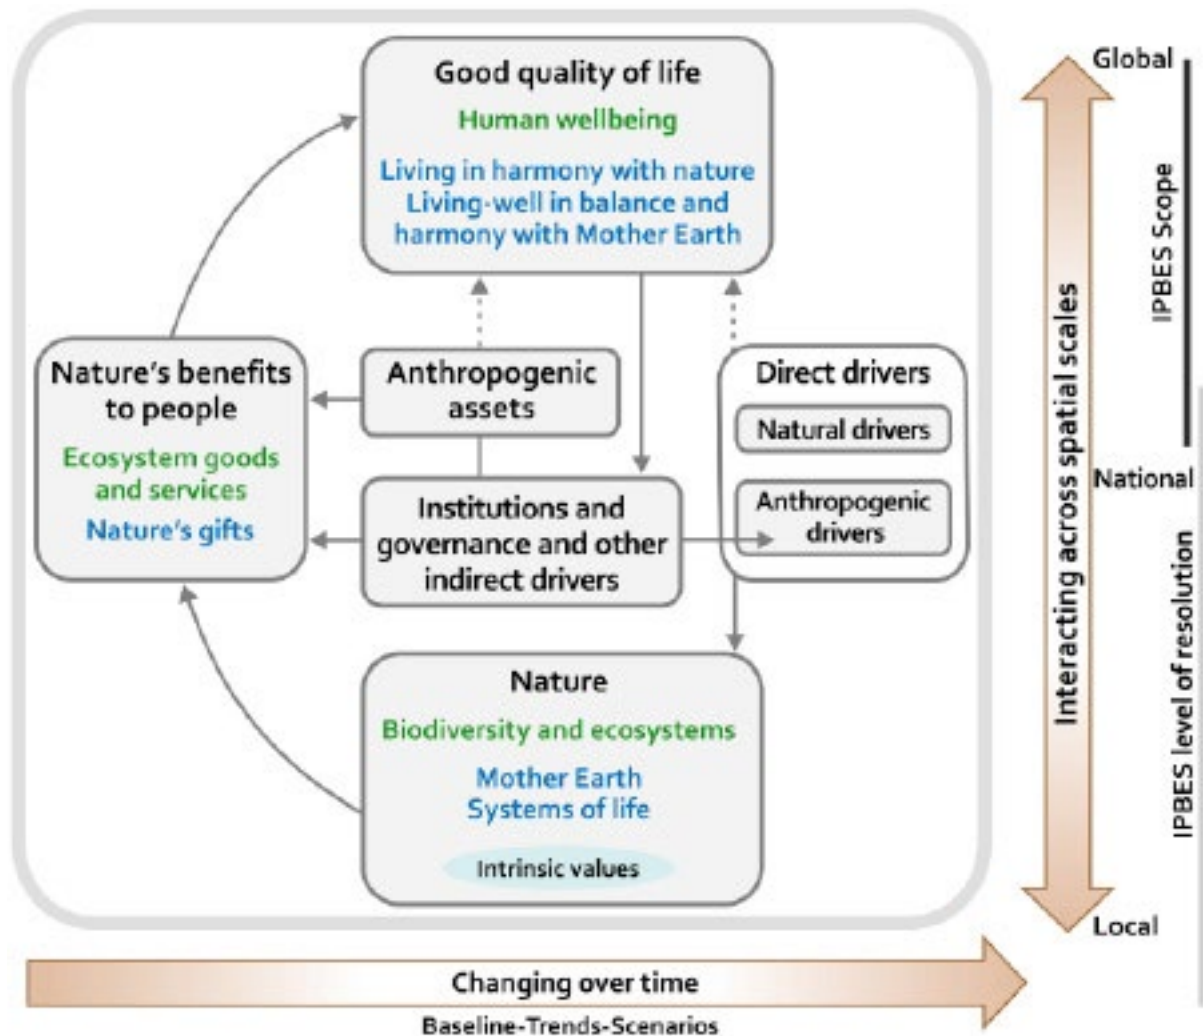 Good quality of life
Human wellbeing
Living in harmony with nature
Living-well in balance and
harmony with Mother Earth
Nature's benefits
to people
Ecosystem goods
and services
Nature's gifts
Anthropogenic
assets
Institutions and
governance and other
indirect drivers
Direct drivers
Natural drivers
Anthropogenic
drivers
Nature
Biodiversity and ecosystems
Mother Earth
Systems of life
Intrinsic values
Changing over time
Baseline-Trends-Scenarios
Interacting across spatial scales
Global
National
Local
IPBES Scope
IPBES level of resolution